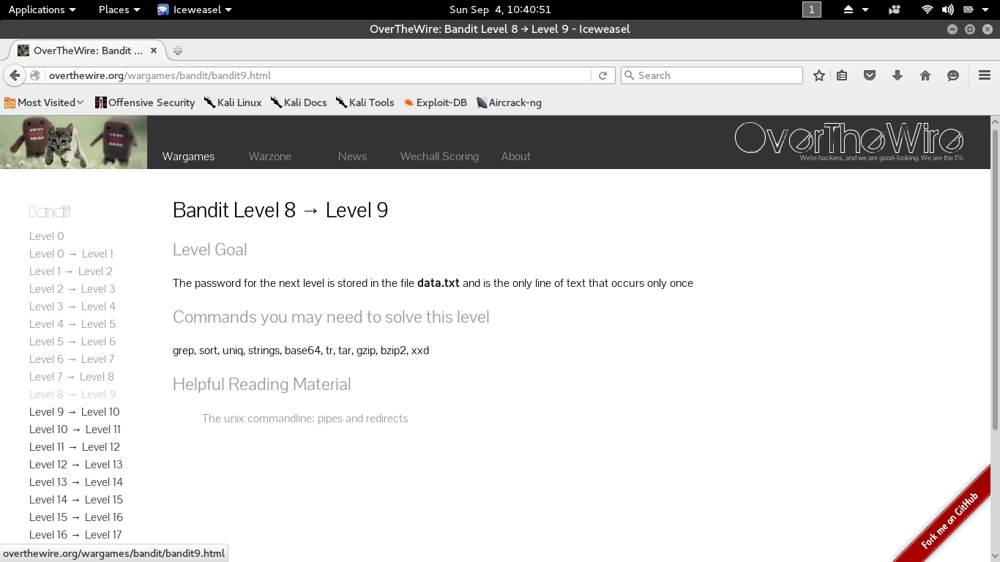 Applications Places Iceweasel Sun Sep 4, 10:40:51 1
OverTheWire: Bandit Level 8 → Level 9 - Iceweasel
OverTheWire: Bandit ...
overthewire.org/wargames/bandit/bandit9.html Search
Most Visited Offensive Security Kali Linux Kali Docs Kali Tools Exploit-DB Aircrack-ng
OverTheWire
We're hackers, and we are good-looking. We are the 1%.
Wargames Warzone News Wechall Scoring About
Bandit
Level 0
Level 0 → Level 1
Level 1 → Level 2
Level 2 → Level 3
Level 3 → Level 4
Level 4 → Level 5
Level 5 → Level 6
Level 6 → Level 7
Level 7 → Level 8
Level 8 → Level 9
Level 9 → Level 10
Level 10 → Level 11
Level 11 → Level 12
Level 12 → Level 13
Level 13 → Level 14
Level 14 → Level 15
Level 15 → Level 16
Level 16 → Level 17
Bandit Level 8 → Level 9
Level Goal
The password for the next level is stored in the file data.txt and is the only line of text that occurs only once
Commands you may need to solve this level
grep, sort, uniq, strings, base64, tr, tar, gzip, bzip2, xxd
Helpful Reading Material
The unix commandline: pipes and redirects
Fork me on GitHub
overthewire.org/wargames/bandit/bandit9.html